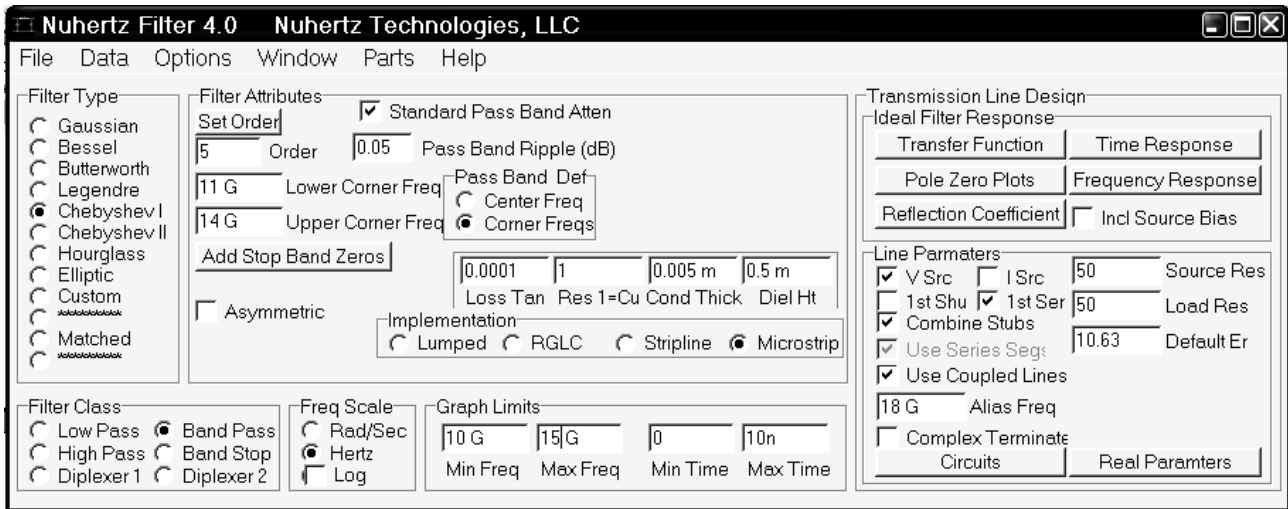 Nuhertz Filter 4.0 Nuhertz Technologies, LLC
File Data Options Window Parts Help
Filter Type
Gaussian
Bessel
Butterworth
Legendre
Chebyshev I
Chebyshev II
Hourglass
Elliptic
Custom
**********
Matched
**********
Filter Attributes
Set Order
Standard Pass Band Atten
5 Order
0.05 Pass Band Ripple (dB)
11 G Lower Corner Freq
14 G Upper Corner Freq
Pass Band Def
Center Freq
Corner Freqs
Add Stop Band Zeros
0.0001 1 0.005 m 0.5 m
Loss Tan Res 1=Cu Cond Thick Diel Ht
Asymmetric
Implementation
Lumped RGLC Stripline Microstrip
Transmission Line Design
Ideal Filter Response
Transfer Function Time Response
Pole Zero Plots Frequency Response
Reflection Coefficient Incl Source Bias
Line Parmaters
V Src I Src 50 Source Res
1st Shu 1st Ser 50 Load Res
Combine Stubs
Use Series Segs 10.63 Default Er
Use Coupled Lines
18 G Alias Freq
Complex Terminate
Circuits Real Paramters
Filter Class
Low Pass Band Pass
High Pass Band Stop
Diplexer 1 Diplexer 2
Freq Scale
Rad/Sec
Hertz
Log
Graph Limits
10 G 15 G 0 10n
Min Freq Max Freq Min Time Max Time